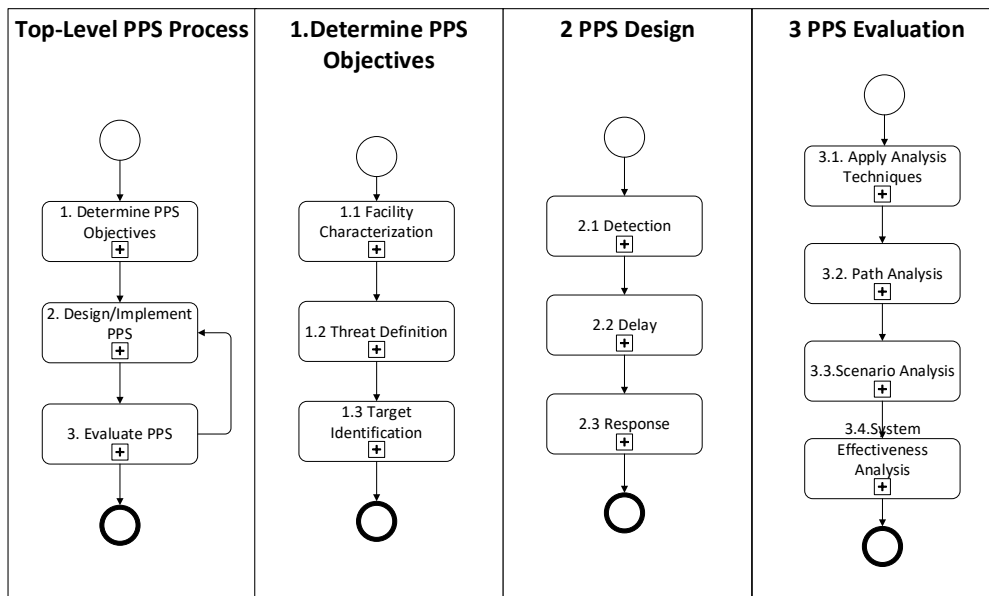 Top-Level PPS Process
1. Determine PPS
Objectives
2. Design/Implement
PPS
3. Evaluate PPS
1.Determine PPS
Objectives
1.1 Facility
Characterization
1.2 Threat Definition
1.3 Target
Identification
2 PPS Design
2.1 Detection
2.2 Delay
2.3 Response
3 PPS Evaluation
3.1. Apply Analysis
Techniques
3.2. Path Analysis
3.3.Scenario Analysis
3.4.System
Effectiveness
Analysis